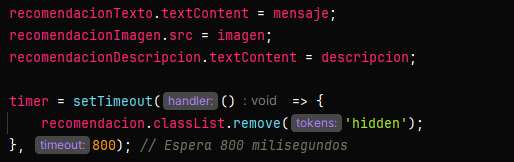 recomendacionTexto.textContent = mensaje;
recomendacionImagen.src = imagen;
recomendacionDescripcion.textContent = descripcion;
timer = setTimeout( handler: () : void => {
recomendacion.classList.remove( tokens: 'hidden');
}, timeout: 800); // Espera 800 milisegundos